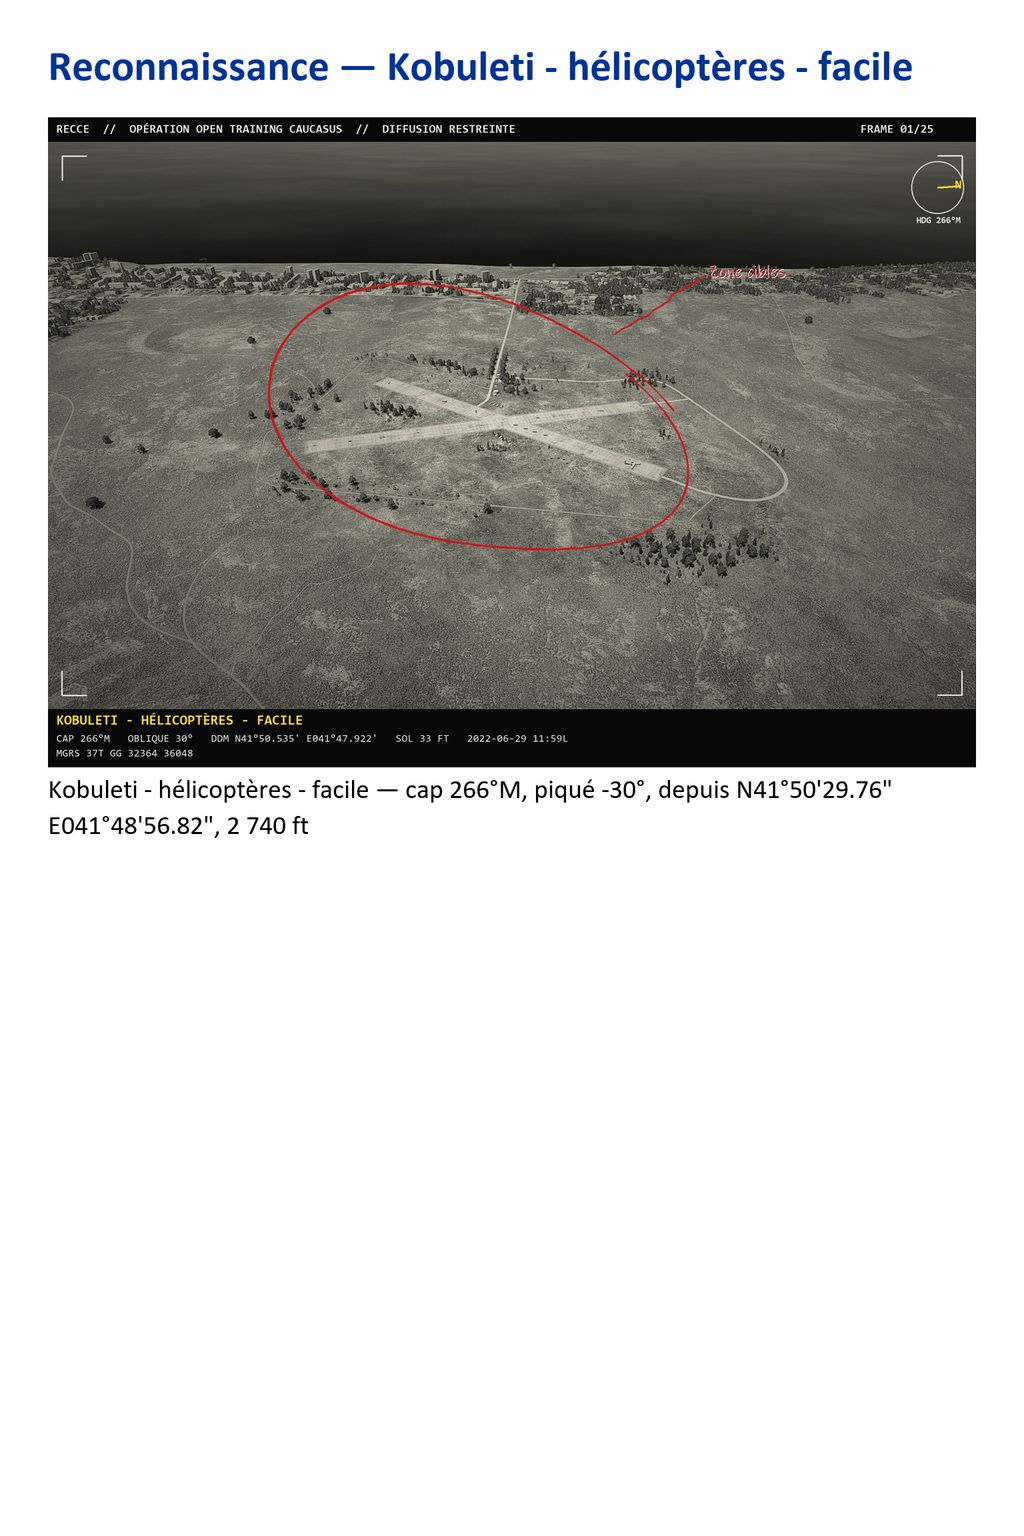 Reconnaissance — Kobuleti - hélicoptères - facile
RECCE // OPÉRATION OPEN TRAINING CAUCASUS // DIFFUSION RESTREINTE FRAME 01/25
N
HDG 266°M
Zone cibles
KOBULETI - HÉLICOPTÈRES - FACILE
CAP 266°M OBLIQUE 30° DDM N41°50.535' E041°47.922' SOL 33 FT 2022-06-29 11:59L
MGRS 37T GG 32364 36048
Kobuleti - hélicoptères - facile — cap 266°M, piqué -30°, depuis N41°50'29.76"
E041°48'56.82", 2 740 ft